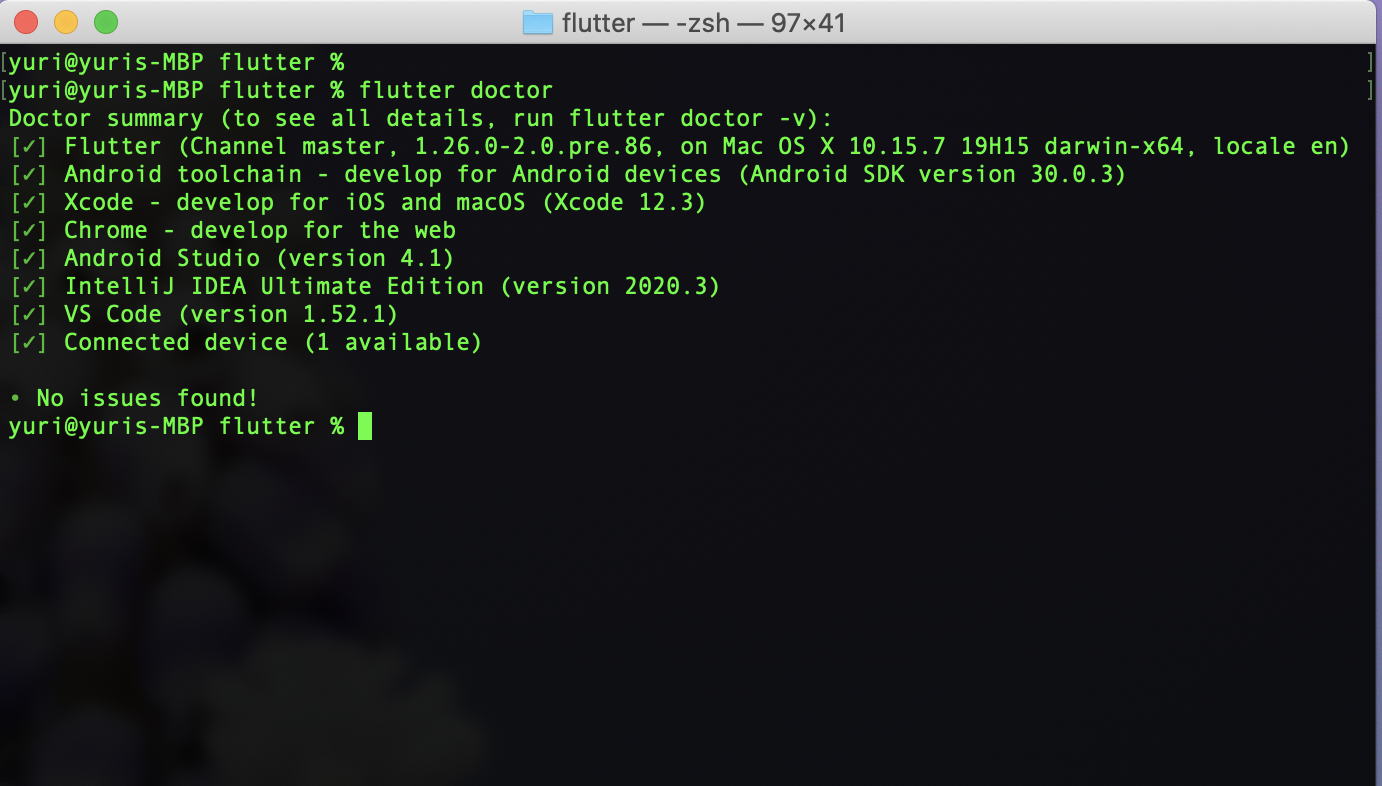 flutter — -zsh — 97×41
[yuri@yuris-MBP flutter % ]
[yuri@yuris-MBP flutter % flutter doctor ]
Doctor summary (to see all details, run flutter doctor -v):
[✓] Flutter (Channel master, 1.26.0-2.0.pre.86, on Mac OS X 10.15.7 19H15 darwin-x64, locale en)
[✓] Android toolchain - develop for Android devices (Android SDK version 30.0.3)
[✓] Xcode - develop for iOS and macOS (Xcode 12.3)
[✓] Chrome - develop for the web
[✓] Android Studio (version 4.1)
[✓] IntelliJ IDEA Ultimate Edition (version 2020.3)
[✓] VS Code (version 1.52.1)
[✓] Connected device (1 available)
• No issues found!
yuri@yuris-MBP flutter %